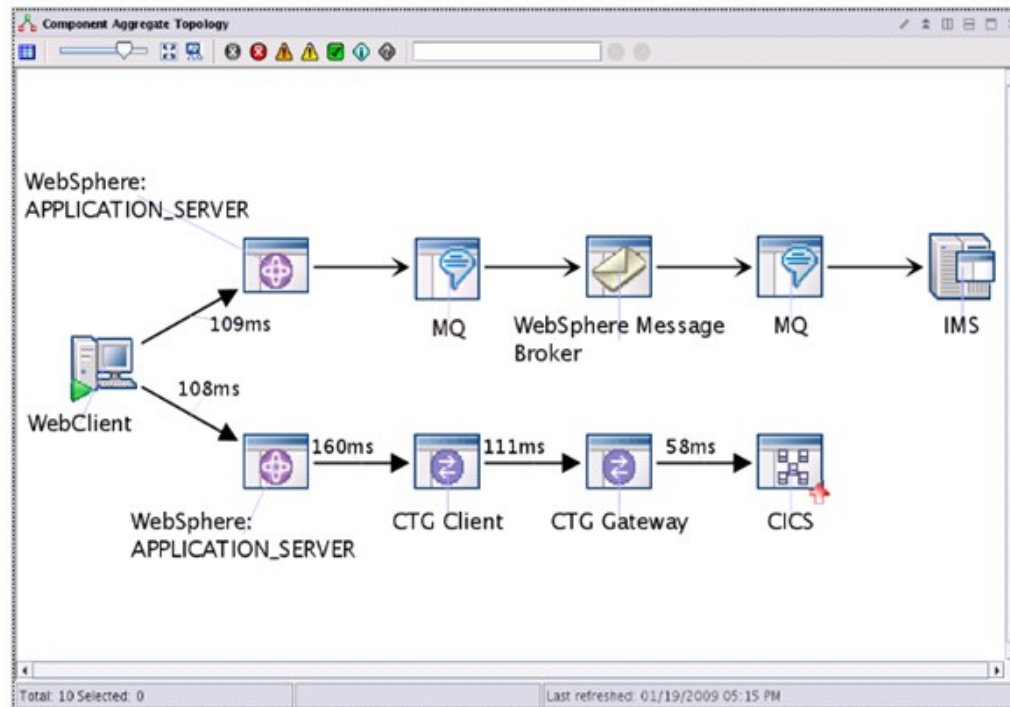 Component Aggregate Topology
WebSphere:
APPLICATION_SERVER
MQ
WebSphere Message
Broker
MQ
IMS
109ms
WebClient
108ms
160ms
111ms
58ms
WebSphere:
APPLICATION_SERVER
CTG Client
CTG Gateway
CICS
Total: 10 Selected: 0
Last refreshed: 01/19/2009 05:15 PM